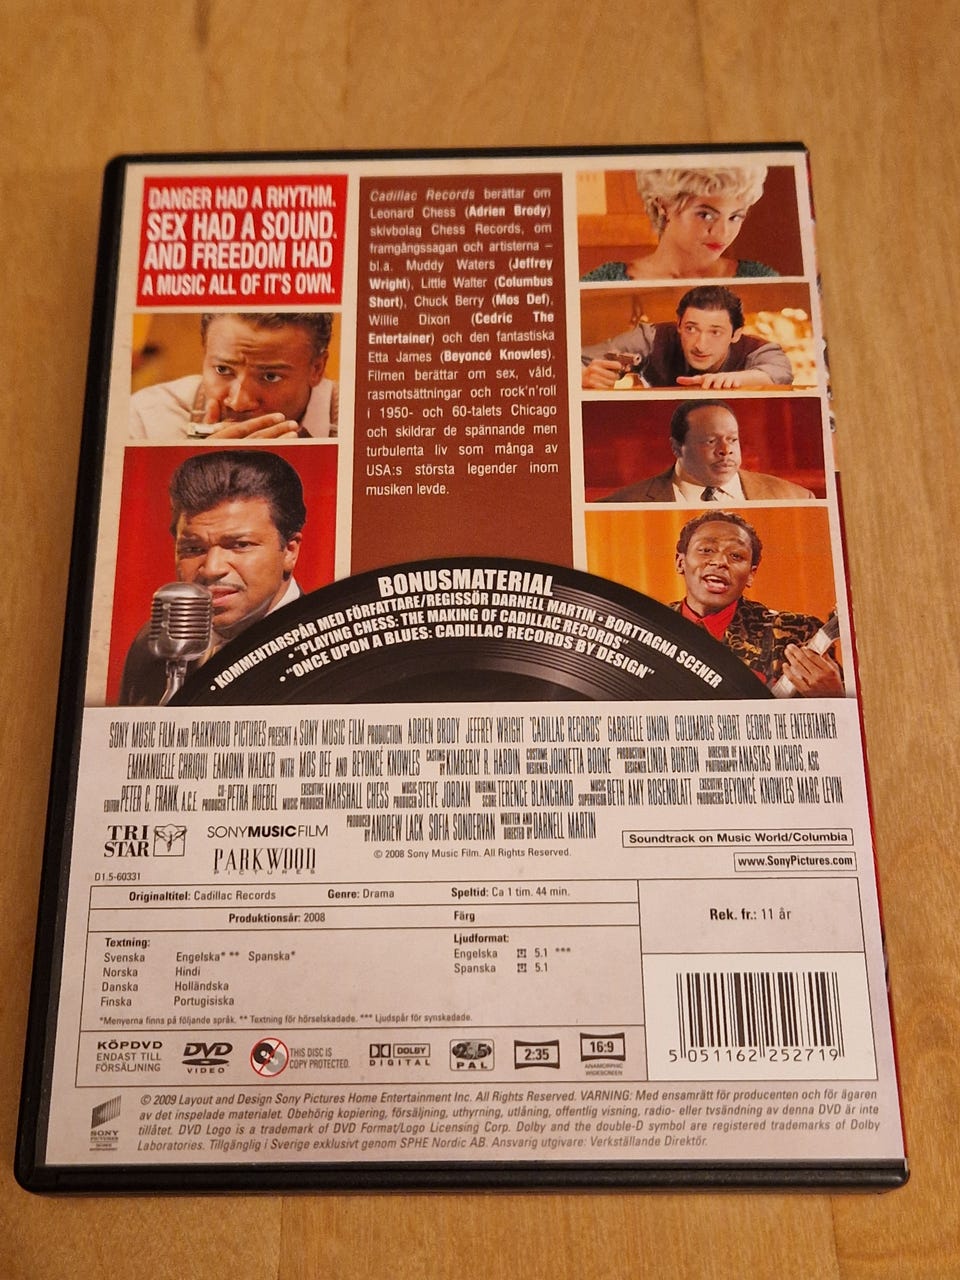 DANGER HAD A RHYTHM.
SEX HAD A SOUND.
AND FREEDOM HAD
A MUSIC ALL OF IT'S OWN.
Cadillac Records berättar om
Leonard Chess (Adrien Brody)
skivbolag Chess Records, om
framgångssagan och artisterna –
bl.a. Muddy Waters (Jeffrey
Wright), Little Walter (Columbus
Short), Chuck Berry (Mos Def),
Willie Dixon (Cedric The
Entertainer) och den fantastiska
Etta James (Beyoncé Knowles).
Filmen berättar om sex, våld,
rasmotsättningar och rock'n'roll
i 1950- och 60-talets Chicago
och skildrar de spännande men
turbulenta liv som många av
USA:s största legender inom
musiken levde.
BONUSMATERIAL
• KOMMENTARSPÅR MED FÖRFATTARE/REGISSÖR DARNELL MARTIN • BORTTAGNA SCENER
• "PLAYING CHESS: THE MAKING OF CADILLAC RECORDS"
• "ONCE UPON A BLUES: CADILLAC RECORDS BY DESIGN"
SONY MUSIC FILM AND PARKWOOD PICTURES PRESENT A SONY MUSIC FILM PRODUCTION ADRIEN BRODY JEFFREY WRIGHT "CADILLAC RECORDS" GABRIELLE UNION COLUMBUS SHORT CEDRIC THE ENTERTAINER
EMMANUELLE CHRIQUI EAMONN WALKER WITH MOS DEF AND BEYONCÉ KNOWLES CASTING BY KIMBERLY R. HARDIN COSTUME DESIGNER JOHNETTA BOONE PRODUCTION DESIGNER LINDA BURTON DIRECTOR OF PHOTOGRAPHY ANASTAS MICHOS, ASC
EDITOR PETER C. FRANK, A.C.E. CO-PRODUCER PETRA HOEBEL EXECUTIVE MUSIC PRODUCER MARSHALL CHESS MUSIC PRODUCER STEVE JORDAN ORIGINAL SCORE TERENCE BLANCHARD MUSIC SUPERVISOR BETH AMY ROSENBLATT EXECUTIVE PRODUCERS BEYONCÉ KNOWLES MARC LEVIN
PRODUCED BY ANDREW LACK SOFIA SONDERVAN WRITTEN AND DIRECTED BY DARNELL MARTIN
TRI STAR
SONY MUSIC FILM
PARKWOOD
PICTURES
© 2008 Sony Music Film. All Rights Reserved.
Soundtrack on Music World/Columbia
www.SonyPictures.com
D1.5-60331
Originaltitel: Cadillac Records Genre: Drama Speltid: Ca 1 tim. 44 min.
Produktionsår: 2008 Färg
Rek. fr.: 11 år
Textning:
Svenska Engelska* ** Spanska*
Norska Hindi
Danska Holländska
Finska Portugisiska
Ljudformat:
Engelska 5.1 ***
Spanska 5.1
*Menyerna finns på följande språk. ** Textning för hörselskadade. *** Ljudspår för synskadade.
KÖPDVD
ENDAST TILL
FÖRSÄLJNING
DVD
VIDEO
THIS DISC IS
COPY PROTECTED.
DOLBY
DIGITAL
2 5
PAL
2:35
16:9
ANAMORPHIC
WIDESCREEN
5 051162 252719
SONY
PICTURES
© 2009 Layout and Design Sony Pictures Home Entertainment Inc. All Rights Reserved. VARNING: Med ensamrätt för producenten och för ägaren
av det inspelade materialet. Obehörig kopiering, försäljning, uthyrning, utlåning, offentlig visning, radio- eller tvsändning av denna DVD är inte
tillåtet. DVD Logo is a trademark of DVD Format/Logo Licensing Corp. Dolby and the double-D symbol are registered trademarks of Dolby
Laboratories. Tillgänglig i Sverige exklusivt genom SPHE Nordic AB. Ansvarig utgivare: Verkställande Direktör.